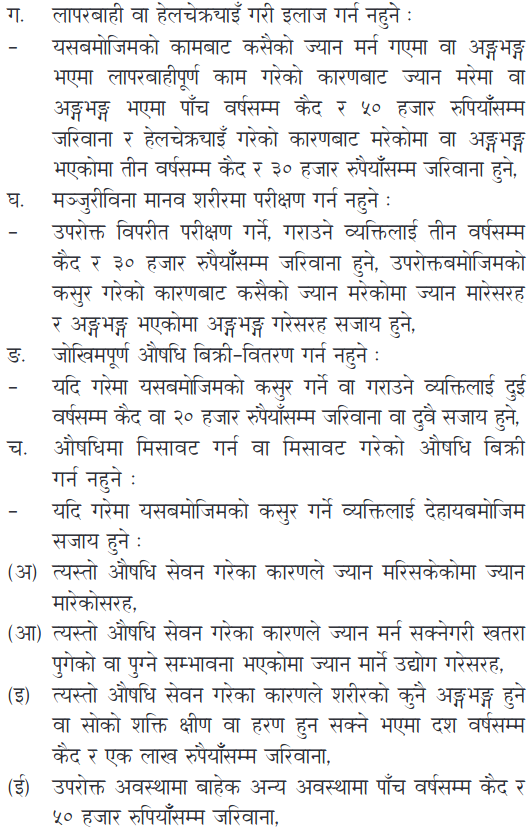 ग. लापरबाही वा हेलचेक्र्याइँ गरी इलाज गर्न नहुने :
– यसबमोजिमको कामबाट कसैको ज्यान मर्न गएमा वा अङ्गभङ्ग
भएमा लापरबाहीपूर्ण काम गरेको कारणबाट ज्यान मरेमा वा
अङ्गभङ्ग भएमा पाँच वर्षसम्म कैद र ५० हजार रुपियाँसम्म
जरिवाना र हेलचेक्र्याइँ गरेको कारणबाट मरेकोमा वा अङ्गभङ्ग
भएकोमा तीन वर्षसम्म कैद र ३० हजार रुपैयाँसम्म जरिवाना हुने,
घ. मञ्जुरीविना मानव शरीरमा परीक्षण गर्न नहुने :
– उपरोक्त विपरीत परीक्षण गर्ने, गराउने व्यक्तिलाई तीन वर्षसम्म
कैद र ३० हजार रुपैयाँसम्म जरिवाना हुने, उपरोक्तबमोजिमको
कसुर गरेको कारणबाट कसैको ज्यान मरेकोमा ज्यान मारेसरह
र अङ्गभङ्ग भएकोमा अङ्गभङ्ग गरेसरह सजाय हुने,
ङ. जोखिमपूर्ण औषधि बिक्री-वितरण गर्न नहुने :
– यदि गरेमा यसबमोजिमको कसुर गर्ने वा गराउने व्यक्तिलाई दुई
वर्षसम्म कैद वा २० हजार रुपैयाँसम्म जरिवाना वा दुवै सजाय हुने,
च. औषधिमा मिसावट गर्न वा मिसावट गरेको औषधि बिक्री
गर्न नहुने :
– यदि गरेमा यसबमोजिमको कसुर गर्ने व्यक्तिलाई देहायबमोजिम
सजाय हुने :
(अ) त्यस्तो औषधि सेवन गरेका कारणले ज्यान मरिसकेकोमा ज्यान
मारेकोसरह,
(आ) त्यस्तो औषधि सेवन गरेका कारणले ज्यान मर्न सक्नेगरी खतरा
पुगेको वा पुग्ने सम्भावना भएकोमा ज्यान मार्ने उद्योग गरेसरह,
(इ) त्यस्तो औषधि सेवन गरेका कारणले शरीरको कुनै अङ्गभङ्ग हुने
वा सोको शक्ति क्षीण वा हरण हुन सक्ने भएमा दश वर्षसम्म
कैद र एक लाख रुपैयाँसम्म जरिवाना,
(ई) उपरोक्त अवस्थामा बाहेक अन्य अवस्थामा पाँच वर्षसम्म कैद र
५० हजार रुपियाँसम्म जरिवाना,